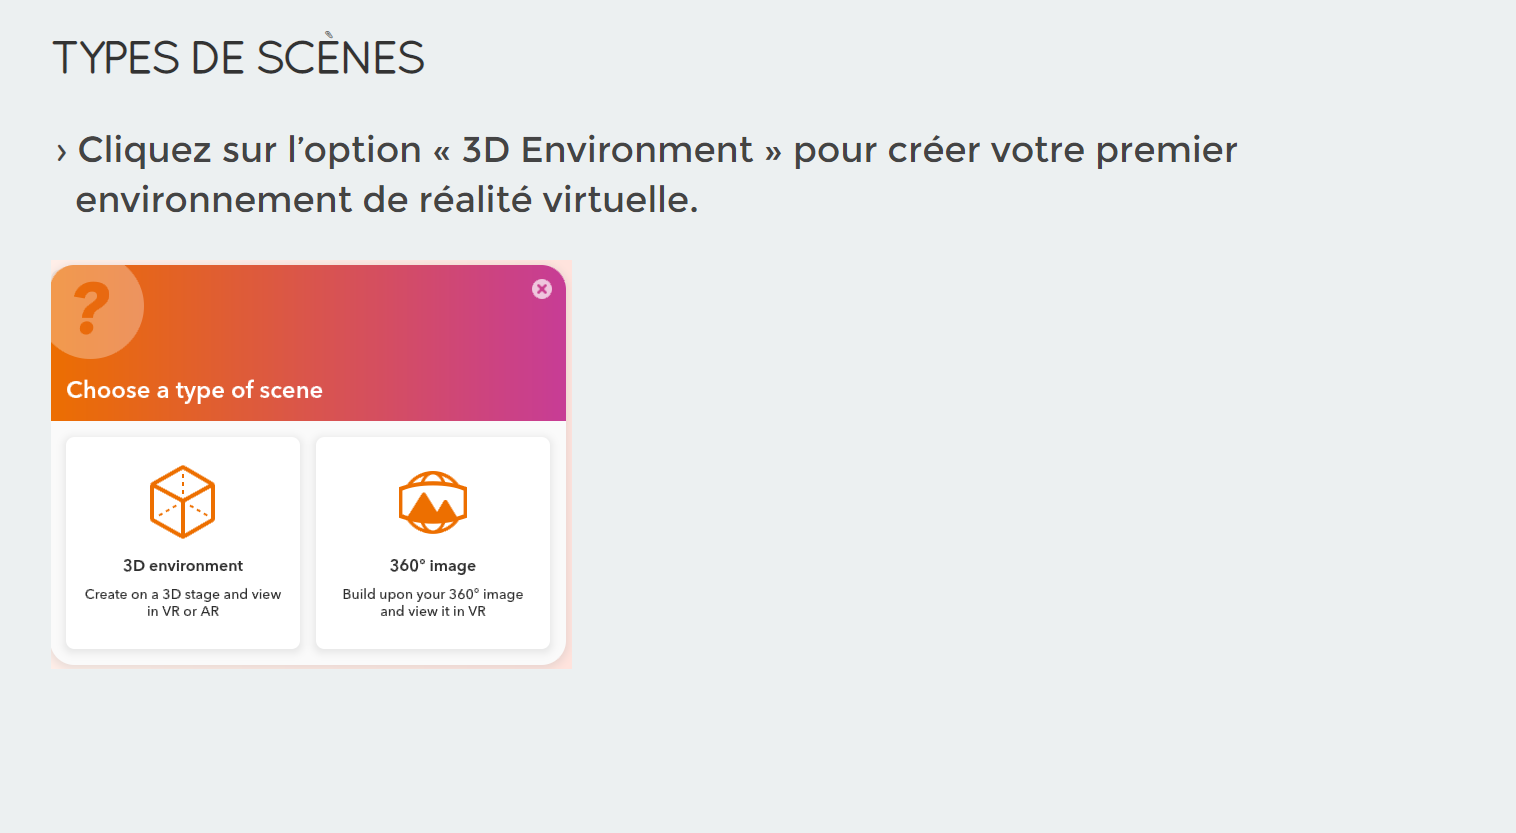 TYPES DE SCÈNES
› Cliquez sur l’option « 3D Environment » pour créer votre premier
environnement de réalité virtuelle.
?
Choose a type of scene
3D environment
Create on a 3D stage and view
in VR or AR
360° image
Build upon your 360° image
and view it in VR